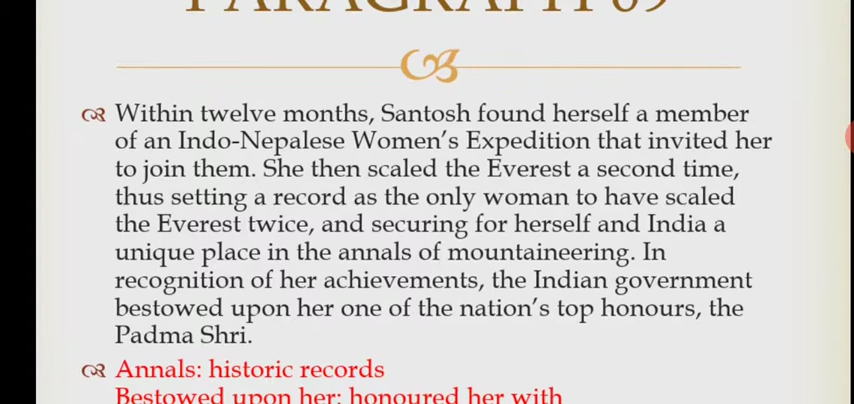 PARAGRAPH 09
Within twelve months, Santosh found herself a member
of an Indo-Nepalese Women's Expedition that invited her
to join them. She then scaled the Everest a second time,
thus setting a record as the only woman to have scaled
the Everest twice, and securing for herself and India a
unique place in the annals of mountaineering. In
recognition of her achievements, the Indian government
bestowed upon her one of the nation's top honours, the
Padma Shri.
Annals: historic records
Bestowed upon her: honoured her with